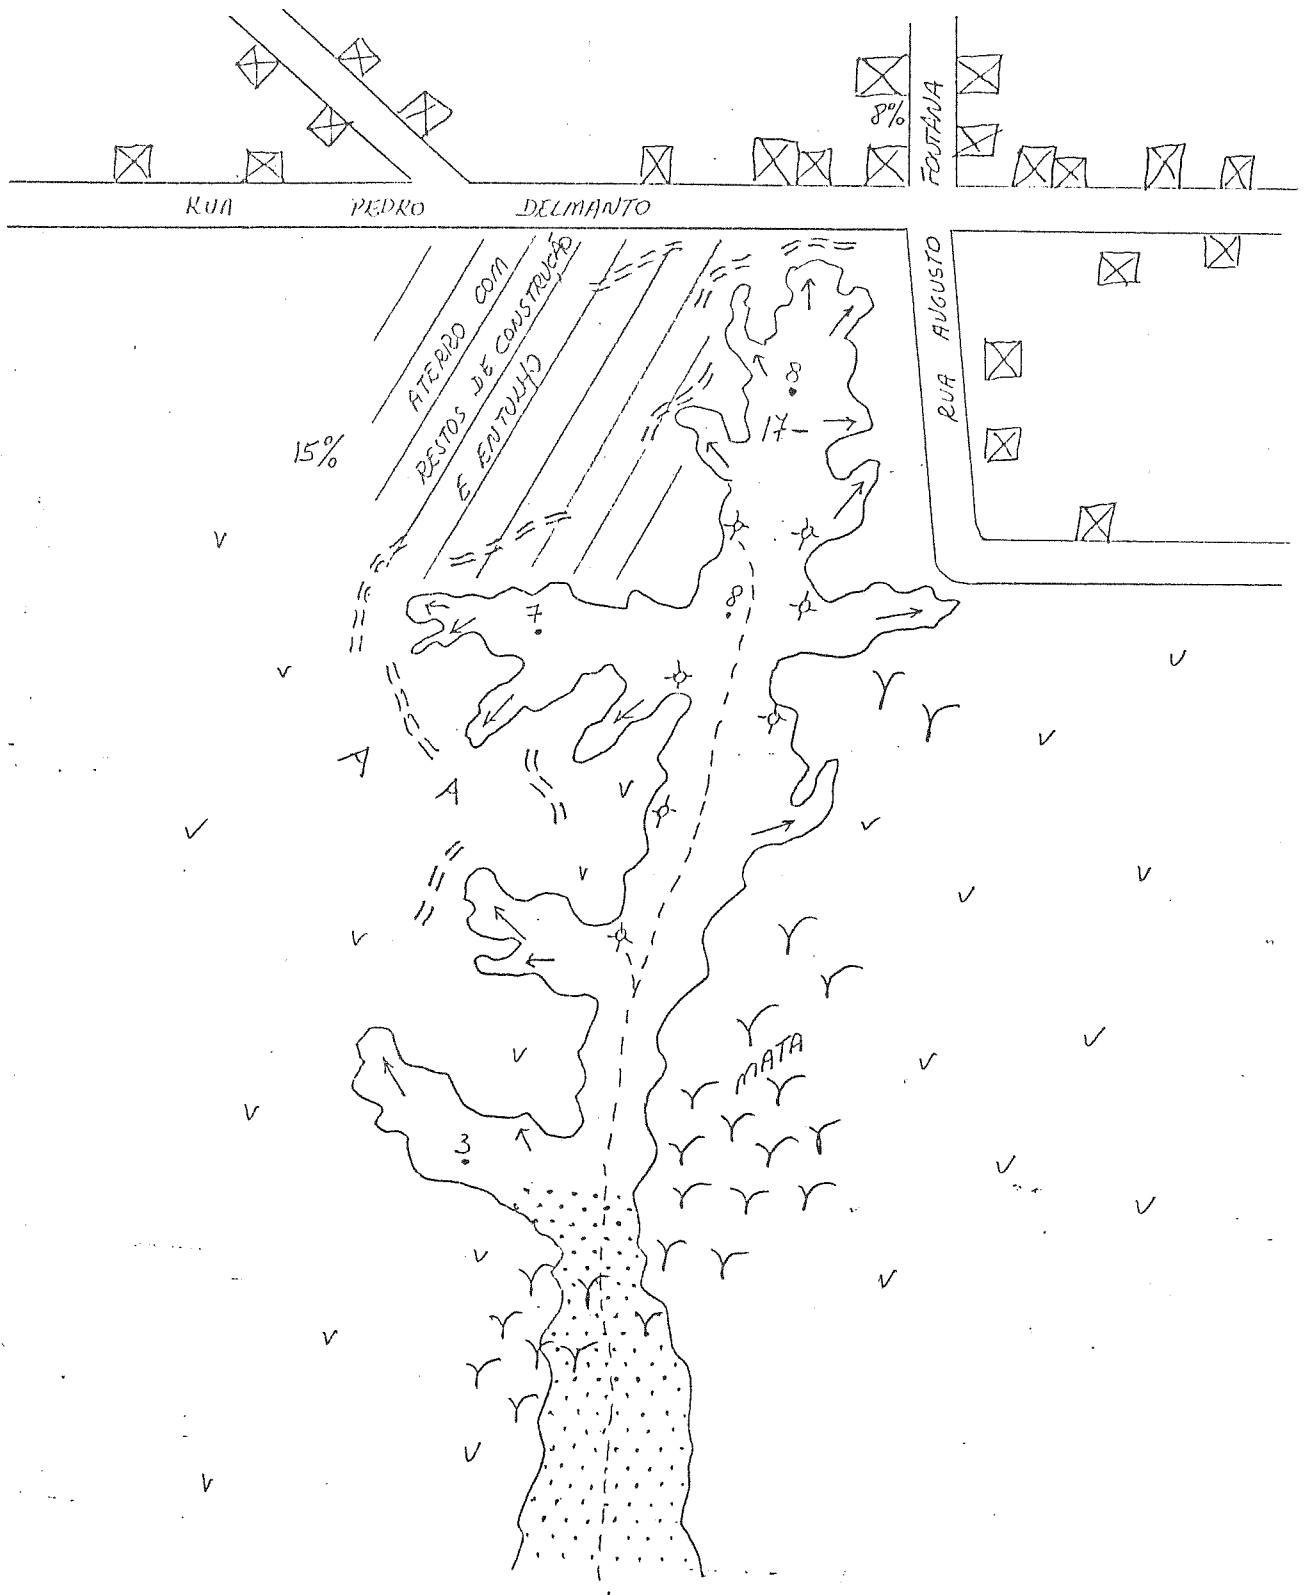 8%
RUA PEDRO DELMANTO
RUA AUGUSTO FOUTANA
ATERRO COM
RESTOS DE CONSTRUÇÃO
E ENTULHO
15%
8
17-
7
8
A
A
MATA
3